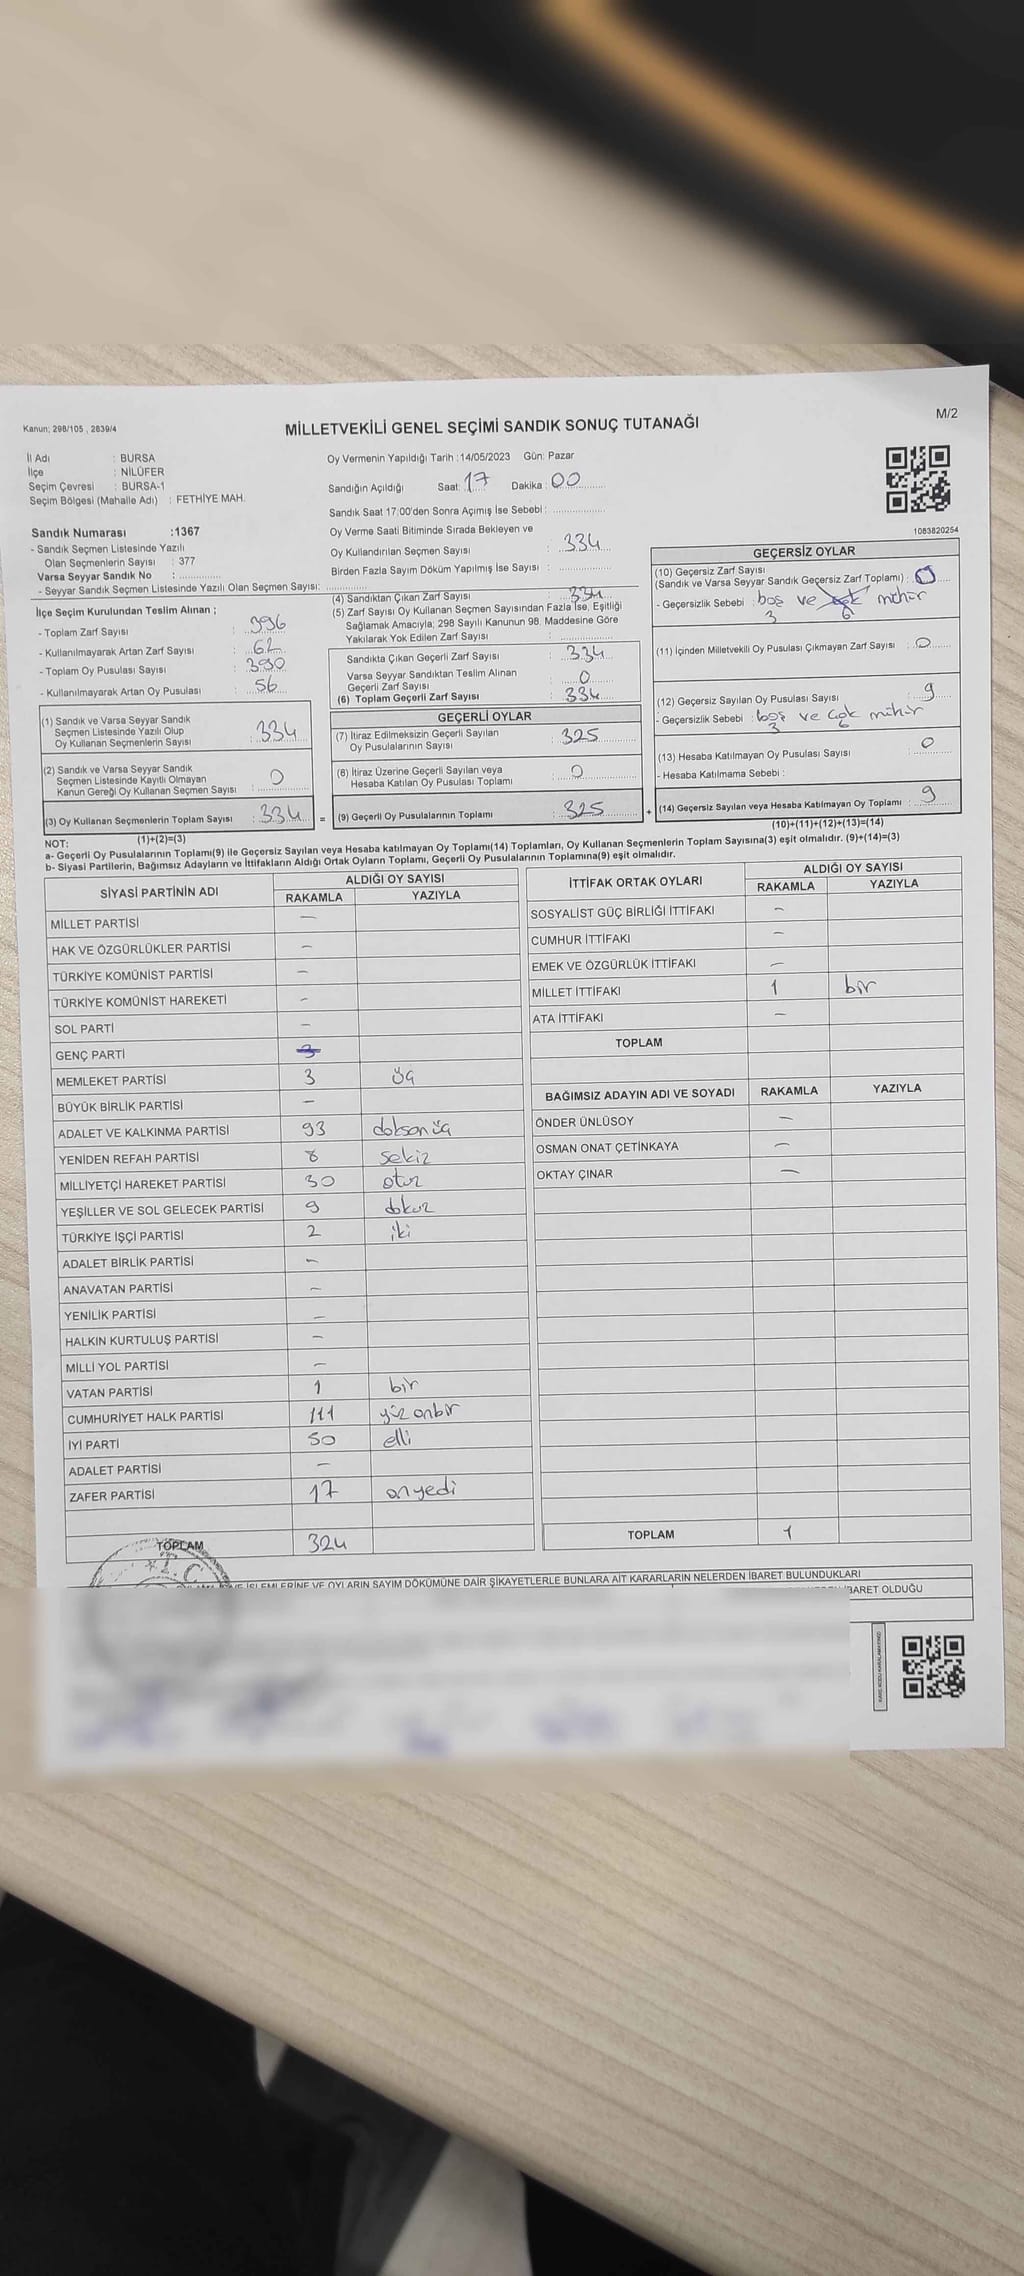 Kanun; 298/105 , 2839/4
MİLLETVEKİLİ GENEL SEÇİMİ SANDIK SONUÇ TUTANAĞI
M/2
İl Adı : BURSA
İlçe : NİLÜFER
Seçim Çevresi : BURSA-1
Seçim Bölgesi (Mahalle Adı) : FETHİYE MAH.
Sandık Numarası :1367
- Sandık Seçmen Listesinde Yazılı
Olan Seçmenlerin Sayısı : 377
Varsa Seyyar Sandık No :
- Seyyar Sandık Seçmen Listesinde Yazılı Olan Seçmen Sayısı:
İlçe Seçim Kurulundan Teslim Alınan ;
- Toplam Zarf Sayısı : 396
- Kullanılmayarak Artan Zarf Sayısı : 62
- Toplam Oy Pusulası Sayısı : 390
- Kullanılmayarak Artan Oy Pusulası : 56
(1) Sandık ve Varsa Seyyar Sandık
Seçmen Listesinde Yazılı Olup
Oy Kullanan Seçmenlerin Sayısı : 334
(2) Sandık ve Varsa Seyyar Sandık
Seçmen Listesinde Kayıtlı Olmayan
Kanun Gereği Oy Kullanan Seçmen Sayısı : 0
(3) Oy Kullanan Seçmenlerin Toplam Sayısı : 334 =
(1)+(2)=(3)
Oy Vermenin Yapıldığı Tarih :14/05/2023 Gün: Pazar
Sandığın Açıldığı Saat: 17 Dakika : 00
Sandık Saat 17.00'den Sonra Açımış İse Sebebi :
Oy Verme Saati Bitiminde Sırada Bekleyen ve
Oy Kullandırılan Seçmen Sayısı : 334
Birden Fazla Sayım Döküm Yapılmış İse Sayısı :
(4) Sandıktan Çıkan Zarf Sayısı : 334
(5) Zarf Sayısı Oy Kullanan Seçmen Sayısından Fazla İse, Eşitliği
Sağlamak Amacıyla; 298 Sayılı Kanunun 98. Maddesine Göre
Yakılarak Yok Edilen Zarf Sayısı :
Sandıkta Çıkan Geçerli Zarf Sayısı : 334
Varsa Seyyar Sandıktan Teslim Alınan
Geçerli Zarf Sayısı : 0
(6) Toplam Geçerli Zarf Sayısı : 334
GEÇERLİ OYLAR
(7) İtiraz Edilmeksizin Geçerli Sayılan
Oy Pusulalarının Sayısı : 325
(8) İtiraz Üzerine Geçerli Sayılan veya
Hesaba Katılan Oy Pusulası Toplamı : 0
(9) Geçerli Oy Pusulalarının Toplamı : 325 +
1083820254
GEÇERSİZ OYLAR
(10) Geçersiz Zarf Sayısı
(Sandık ve Varsa Seyyar Sandık Geçersiz Zarf Toplamı) : 0
- Geçersizlik Sebebi : boş ve çok mühür
3 6
(11) İçinden Milletvekili Oy Pusulası Çıkmayan Zarf Sayısı : 0
(12) Geçersiz Sayılan Oy Pusulası Sayısı : 9
- Geçersizlik Sebebi : boş ve çok mühür
3 6
(13) Hesaba Katılmayan Oy Pusulası Sayısı : 0
- Hesaba Katılmama Sebebi :
(14) Geçersiz Sayılan veya Hesaba Katılmayan Oy Toplamı : 9
(10)+(11)+(12)+(13)=(14)
NOT:
a- Geçerli Oy Pusulalarının Toplamı(9) ile Geçersiz Sayılan veya Hesaba katılmayan Oy Toplamı(14) Toplamları, Oy Kullanan Seçmenlerin Toplam Sayısına(3) eşit olmalıdır. (9)+(14)=(3)
b- Siyasi Partilerin, Bağımsız Adayların ve İttifakların Aldığı Ortak Oyların Toplamı, Geçerli Oy Pusulalarının Toplamına(9) eşit olmalıdır.
SİYASİ PARTİNİN ADI ALDIĞI OY SAYISI
RAKAMLA YAZIYLA
MİLLET PARTİSİ —
HAK VE ÖZGÜRLÜKLER PARTİSİ —
TÜRKİYE KOMÜNİST PARTİSİ —
TÜRKİYE KOMÜNİST HAREKETİ —
SOL PARTİ —
GENÇ PARTİ 3
MEMLEKET PARTİSİ 3 üç
BÜYÜK BİRLİK PARTİSİ —
ADALET VE KALKINMA PARTİSİ 93 doksanüç
YENİDEN REFAH PARTİSİ 8 sekiz
MİLLİYETÇİ HAREKET PARTİSİ 30 otuz
YEŞİLLER VE SOL GELECEK PARTİSİ 9 dokuz
TÜRKİYE İŞÇİ PARTİSİ 2 iki
ADALET BİRLİK PARTİSİ —
ANAVATAN PARTİSİ —
YENİLİK PARTİSİ —
HALKIN KURTULUŞ PARTİSİ —
MİLLİ YOL PARTİSİ —
VATAN PARTİSİ 1 bir
CUMHURİYET HALK PARTİSİ 111 yüz onbir
İYİ PARTİ 50 elli
ADALET PARTİSİ —
ZAFER PARTİSİ 17 onyedi
TOPLAM 324
T.C
İTTİFAK ORTAK OYLARI ALDIĞI OY SAYISI
RAKAMLA YAZIYLA
SOSYALİST GÜÇ BİRLİĞİ İTTİFAKI —
CUMHUR İTTİFAKI —
EMEK VE ÖZGÜRLÜK İTTİFAKI —
MİLLET İTTİFAKI 1 bir
ATA İTTİFAKI —
TOPLAM
BAĞIMSIZ ADAYIN ADI VE SOYADI RAKAMLA YAZIYLA
ÖNDER ÜNLÜSOY —
OSMAN ONAT ÇETİNKAYA —
OKTAY ÇINAR —
TOPLAM 1
İŞLEMLERİNE VE OYLARIN SAYIM DÖKÜMÜNE DAİR ŞİKAYETLERLE BUNLARA AİT KARARLARIN NELERDEN İBARET BULUNDUKLARI
İBARET OLDUĞU